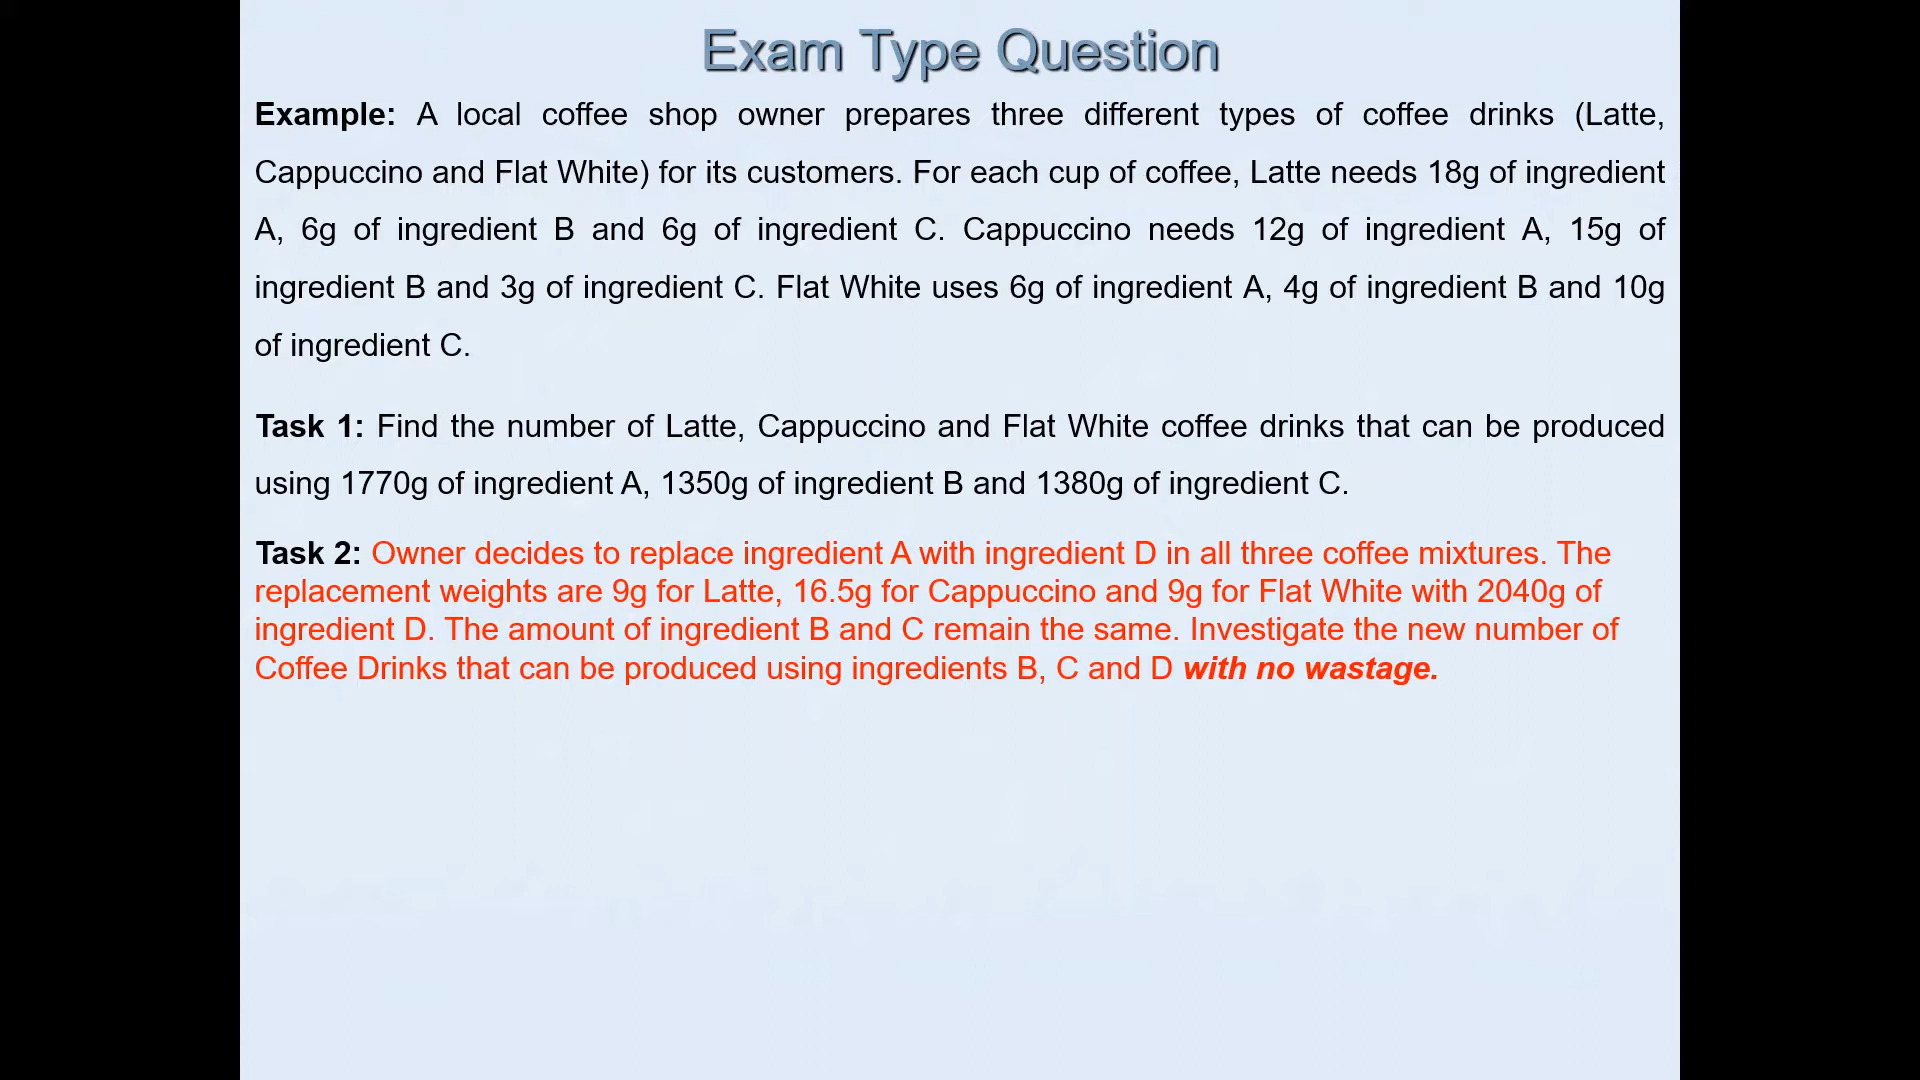 Exam Type Question
Example: A local coffee shop owner prepares three different types of coffee drinks (Latte,
Cappuccino and Flat White) for its customers. For each cup of coffee, Latte needs 18g of ingredient
A, 6g of ingredient B and 6g of ingredient C. Cappuccino needs 12g of ingredient A, 15g of
ingredient B and 3g of ingredient C. Flat White uses 6g of ingredient A, 4g of ingredient B and 10g
of ingredient C.
Task 1: Find the number of Latte, Cappuccino and Flat White coffee drinks that can be produced
using 1770g of ingredient A, 1350g of ingredient B and 1380g of ingredient C.
Task 2: Owner decides to replace ingredient A with ingredient D in all three coffee mixtures. The
replacement weights are 9g for Latte, 16.5g for Cappuccino and 9g for Flat White with 2040g of
ingredient D. The amount of ingredient B and C remain the same. Investigate the new number of
Coffee Drinks that can be produced using ingredients B, C and D with no wastage.